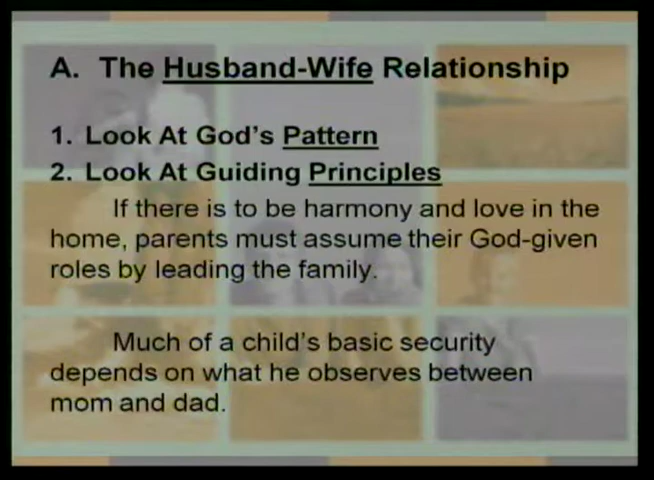 A. The Husband-Wife Relationship
1. Look At God's Pattern
2. Look At Guiding Principles
If there is to be harmony and love in the
home, parents must assume their God-given
roles by leading the family.
Much of a child's basic security
depends on what he observes between
mom and dad.